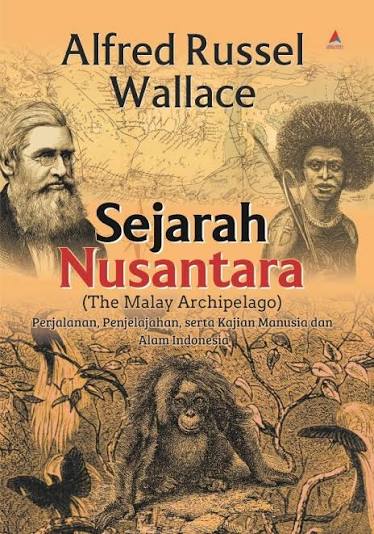 Alfred Russel
Wallace
Sejarah
Nusantara
(The Malay Archipelago)
Perjalanan, Penjelajahan, serta Kajian Manusia dan
Alam Indonesia